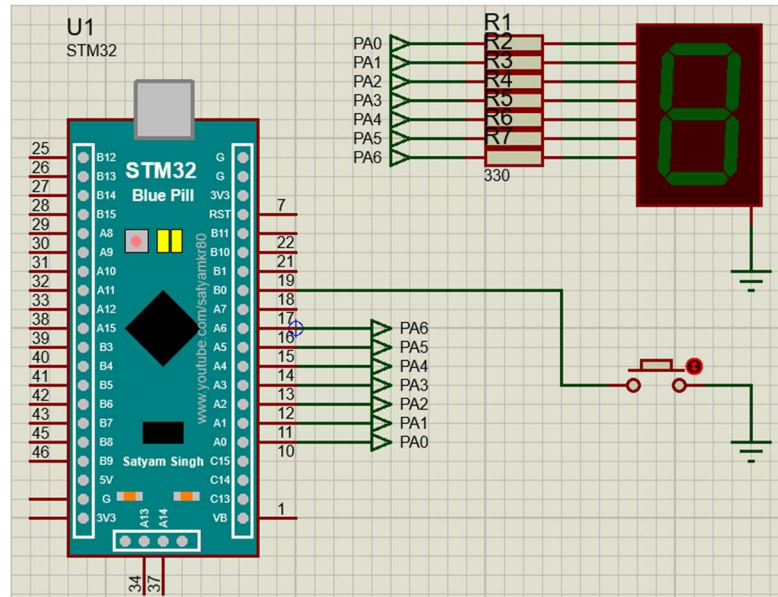 U1
STM32
STM32
Blue Pill
www.youtube.com/satyamkr80
Satyam Singh
25 B12
26 B13
27 B14
28 B15
29 A8
30 A9
31 A10
32 A11
33 A12
38 A15
39 B3
40 B4
41 B5
42 B6
43 B7
45 B8
46 B9
5V
G
3V3
G
G
3V3
RST 7
B11
B10 22
B1 21
B0 19
A7 18
A6 17
A5 16
A4 15
A3 14
A2 13
A1 12
A0 11
C15 10
C14
C13
VB 1
A13
A14
34
37
PA6
PA5
PA4
PA3
PA2
PA1
PA0
R1
PA0 R2
PA1 R3
PA2 R4
PA3 R5
PA4 R6
PA5 R7
PA6
330